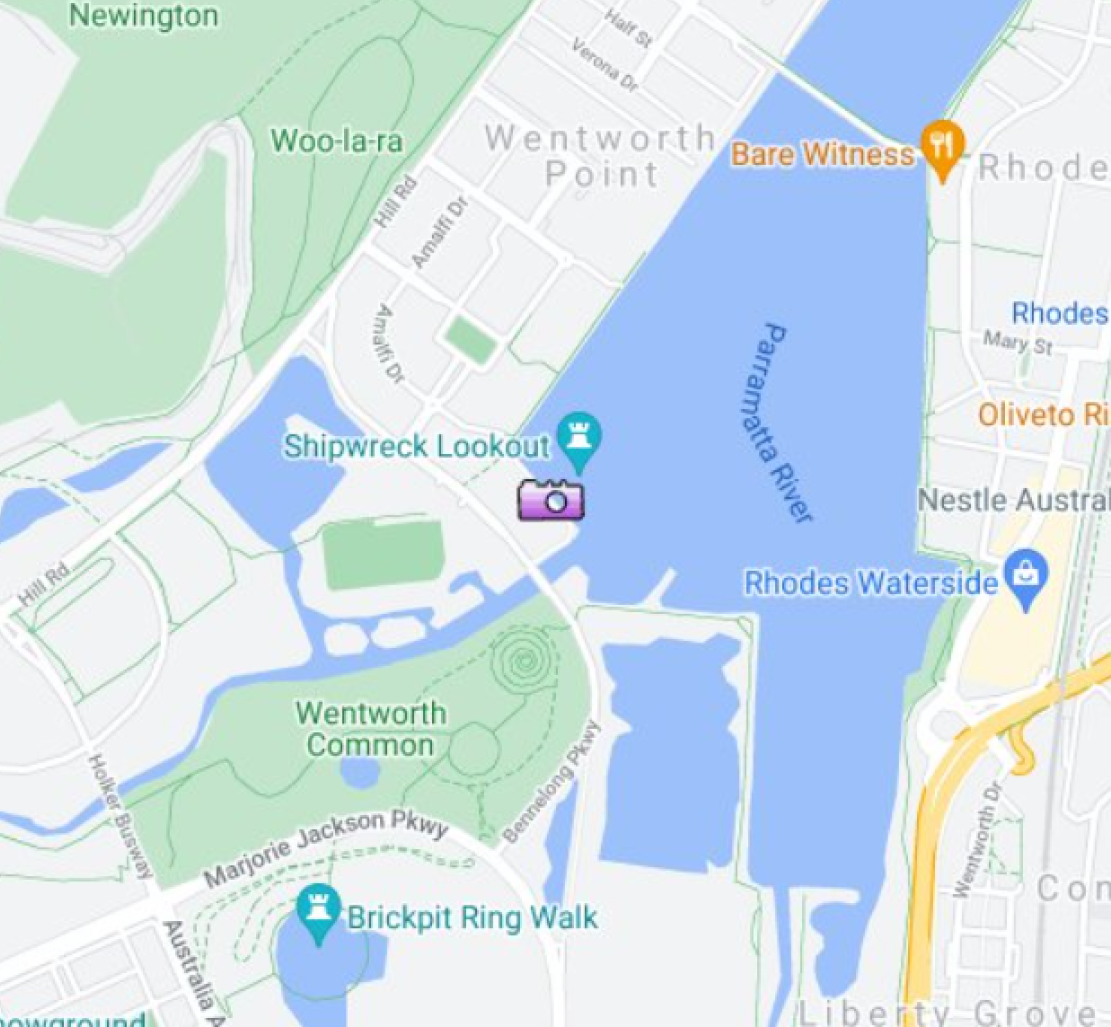 Newington
Half St
Verona Dr
Woo-la-ra
Wentworth
Point
Bare Witness
Rhode
Hill Rd
Amalfi Dr
Amalfi Dr
Rhodes
Mary St
Parramatta River
Oliveto Ri
Shipwreck Lookout
Nestle Austral
Hill Rd
Rhodes Waterside
Wentworth
Common
Bennelong Pkwy
Holker Busway
Marjorie Jackson Pkwy
Wentworth Dr
Con
Brickpit Ring Walk
Australia A
Liberty Grove
owground